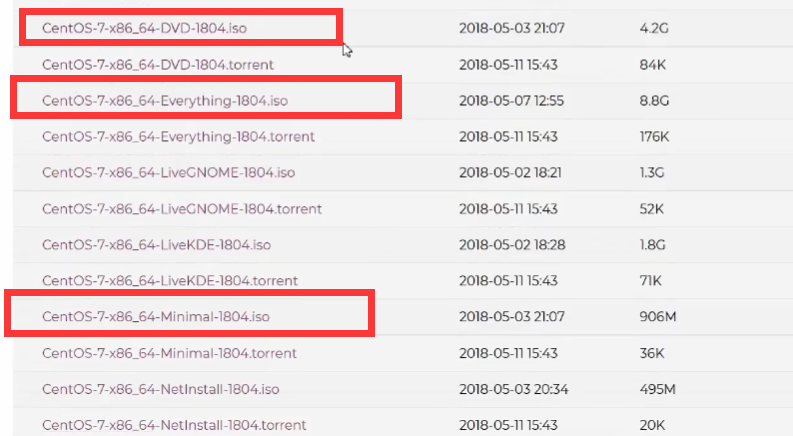 CentOS-7-x86_64-DVD-1804.iso 2018-05-03 21:07 4.2G
CentOS-7-x86_64-DVD-1804.torrent 2018-05-11 15:43 84K
CentOS-7-x86_64-Everything-1804.iso 2018-05-07 12:55 8.8G
CentOS-7-x86_64-Everything-1804.torrent 2018-05-11 15:43 176K
CentOS-7-x86_64-LiveGNOME-1804.iso 2018-05-02 18:21 1.3G
CentOS-7-x86_64-LiveGNOME-1804.torrent 2018-05-11 15:43 52K
CentOS-7-x86_64-LiveKDE-1804.iso 2018-05-02 18:28 1.8G
CentOS-7-x86_64-LiveKDE-1804.torrent 2018-05-11 15:43 71K
CentOS-7-x86_64-Minimal-1804.iso 2018-05-03 21:07 906M
CentOS-7-x86_64-Minimal-1804.torrent 2018-05-11 15:43 36K
CentOS-7-x86_64-NetInstall-1804.iso 2018-05-03 20:34 495M
CentOS-7-x86_64-NetInstall-1804.torrent 2018-05-11 15:43 20K